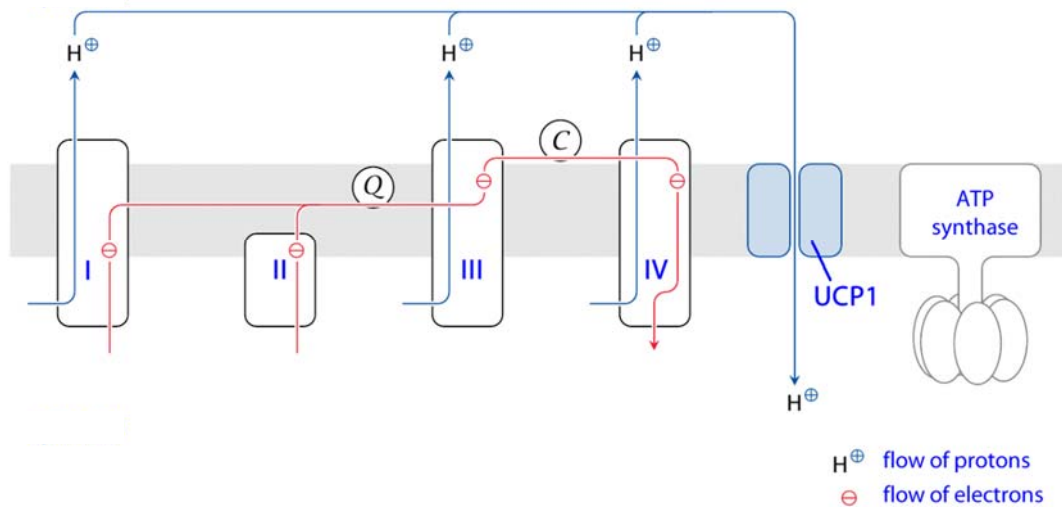 H⊕
H⊕
H⊕
C
Q
I
II
III
IV
ATP
synthase
UCP1
H⊕
H⊕ flow of protons
⊖ flow of electrons